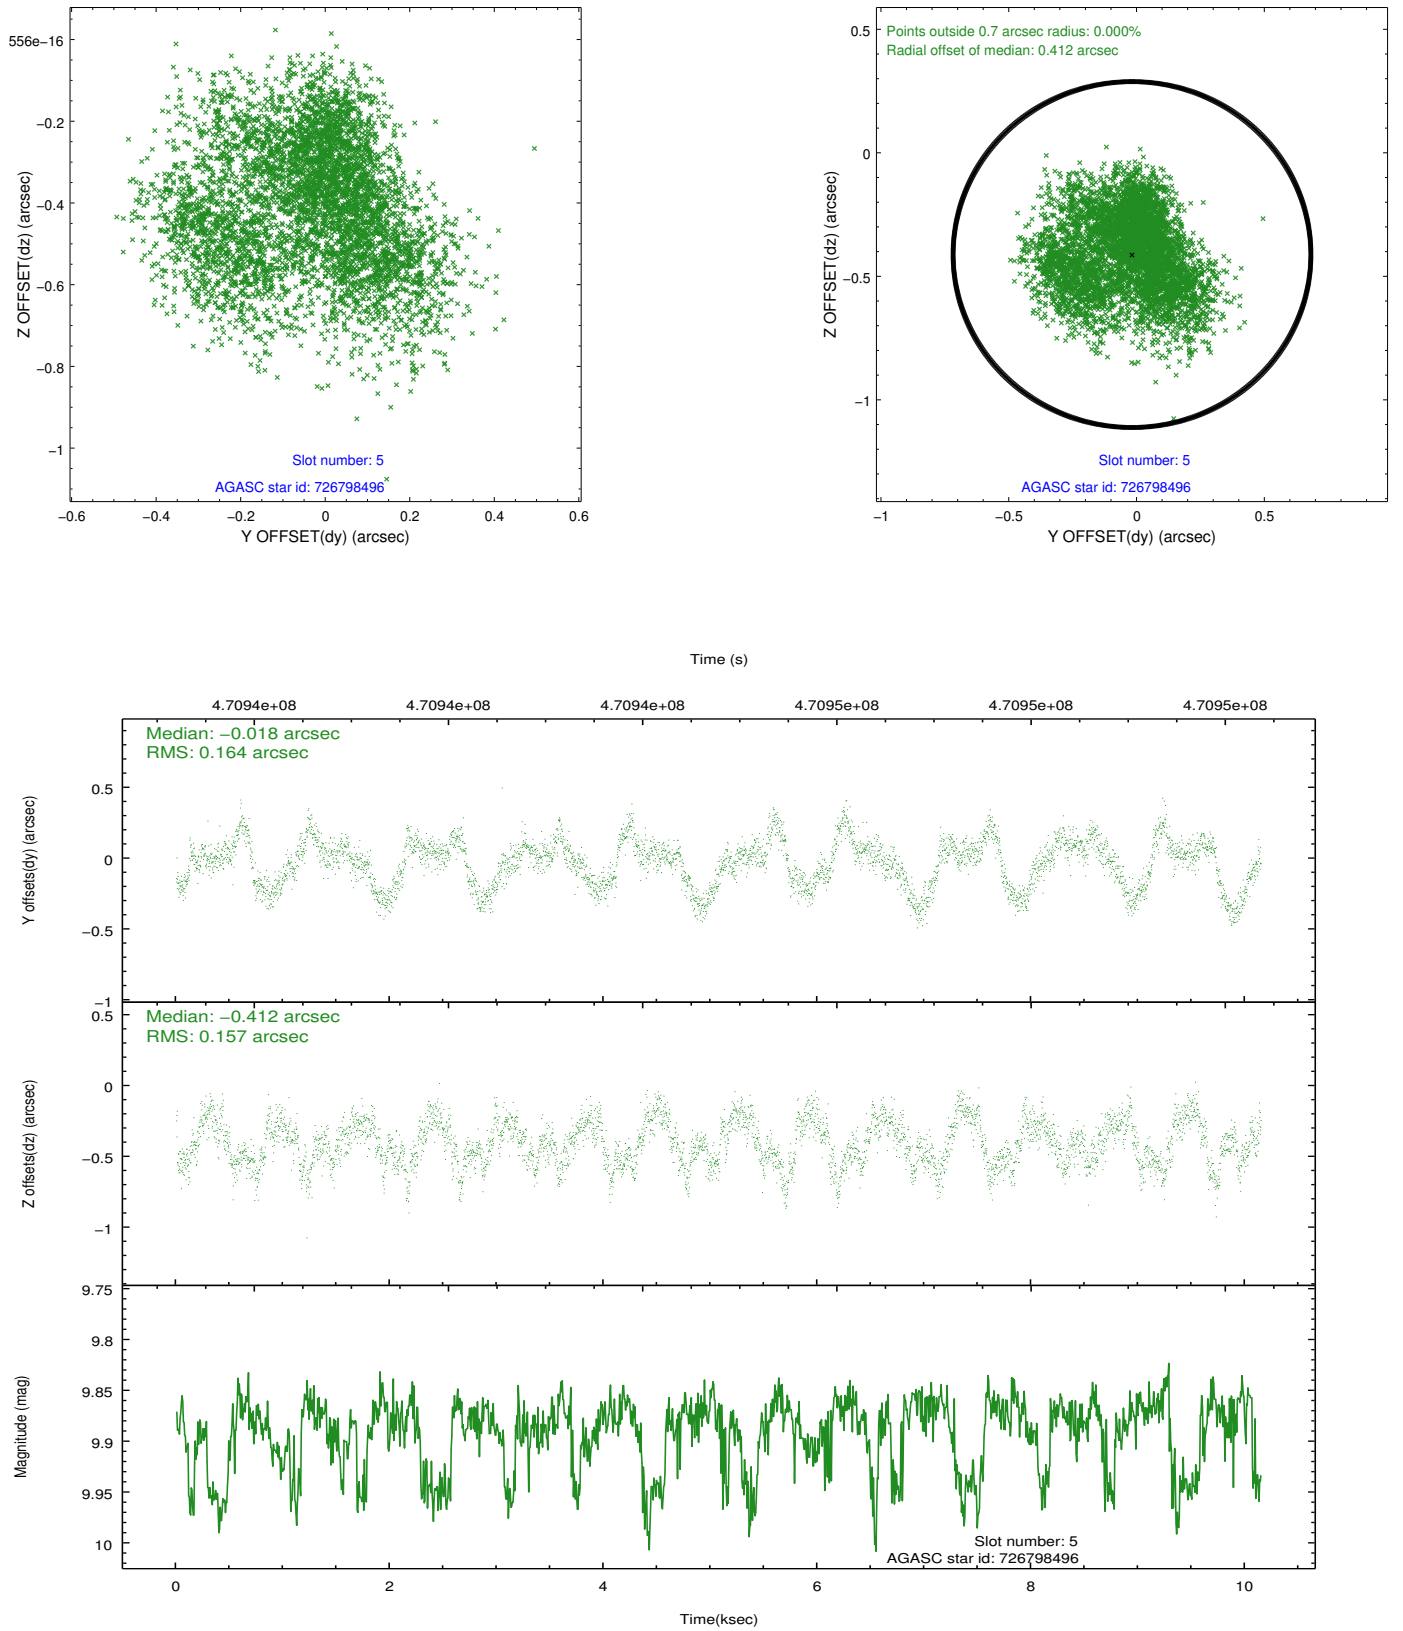 556e−16
−0.2
−0.4
−0.6
−0.8
−1
Z OFFSET(dz) (arcsec)
Slot number: 5
AGASC star id: 726798496
−0.6 −0.4 −0.2 0 0.2 0.4 0.6
Y OFFSET(dy) (arcsec)
Points outside 0.7 arcsec radius: 0.000%
Radial offset of median: 0.412 arcsec
0.5
0
−0.5
−1
Z OFFSET(dz) (arcsec)
Slot number: 5
AGASC star id: 726798496
−1 −0.5 0 0.5
Y OFFSET(dy) (arcsec)
Time (s)
4.7094e+08 4.7094e+08 4.7094e+08 4.7095e+08 4.7095e+08 4.7095e+08
Median: −0.018 arcsec
RMS: 0.164 arcsec
0.5
0
−0.5
−1
Y offsets(dy) (arcsec)
Median: −0.412 arcsec
RMS: 0.157 arcsec
0.5
0
−0.5
−1
Z offsets(dz) (arcsec)
9.75
9.8
9.85
9.9
9.95
10
Magnitude (mag)
Slot number: 5
AGASC star id: 726798496
0 2 4 6 8 10
Time(ksec)